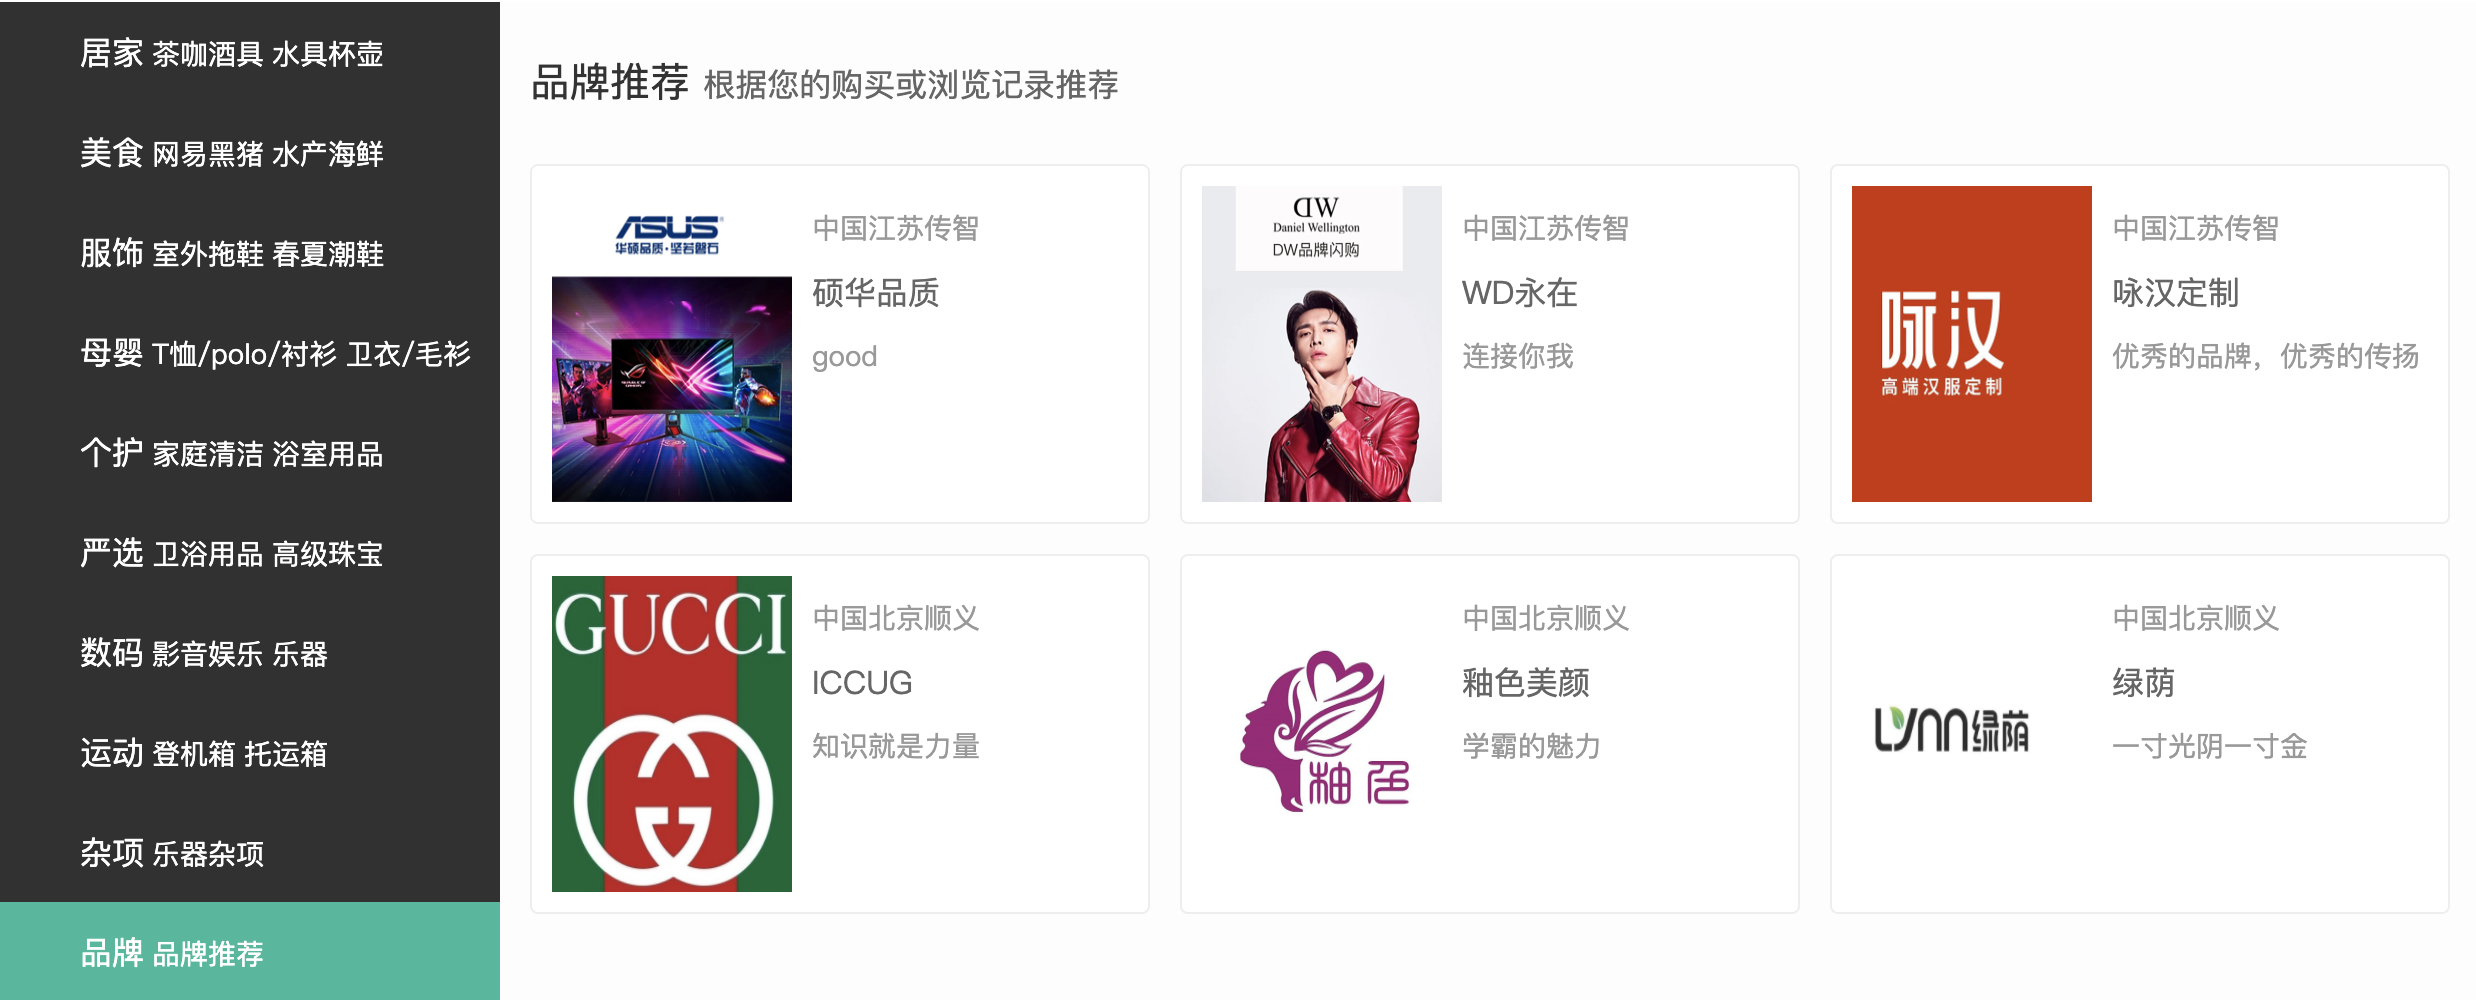 居家 茶咖酒具 水具杯壶
美食 网易黑猪 水产海鲜
服饰 室外拖鞋 春夏潮鞋
母婴 T恤/polo/衬衫 卫衣/毛衫
个护 家庭清洁 浴室用品
严选 卫浴用品 高级珠宝
数码 影音娱乐 乐器
运动 登机箱 托运箱
杂项 乐器杂项
品牌 品牌推荐
品牌推荐 根据您的购买或浏览记录推荐
ASUS
华硕品质·坚若磐石
中国江苏传智
硕华品质
good
DW
Daniel Wellington
DW品牌闪购
中国江苏传智
WD永在
连接你我
咏汉
高端汉服定制
中国江苏传智
咏汉定制
优秀的品牌，优秀的传扬
GUCCI
中国北京顺义
ICCUG
知识就是力量
柚色
中国北京顺义
釉色美颜
学霸的魅力
Lynn绿荫
中国北京顺义
绿荫
一寸光阴一寸金